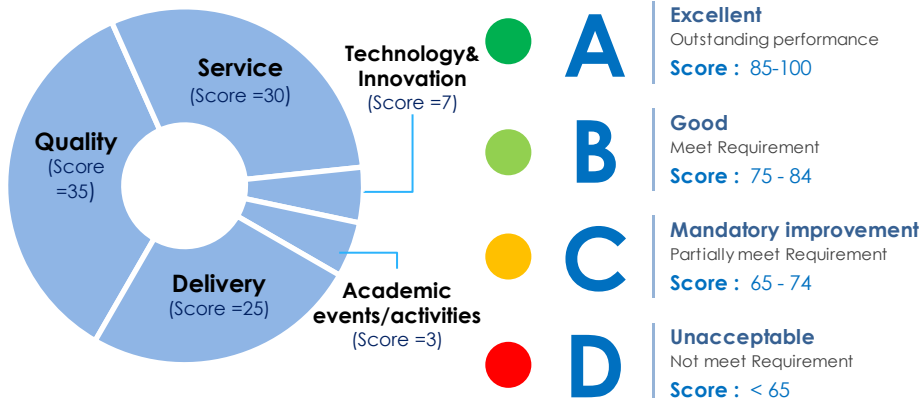 Service
(Score =30)
Technology&
Innovation
(Score =7)
Quality
(Score
=35)
Delivery
(Score =25)
Academic
events/activities
(Score =3)
A
Excellent
Outstanding performance
Score : 85-100
B
Good
Meet Requirement
Score : 75 - 84
C
Mandatory improvement
Partially meet Requirement
Score : 65 - 74
D
Unacceptable
Not meet Requirement
Score : < 65